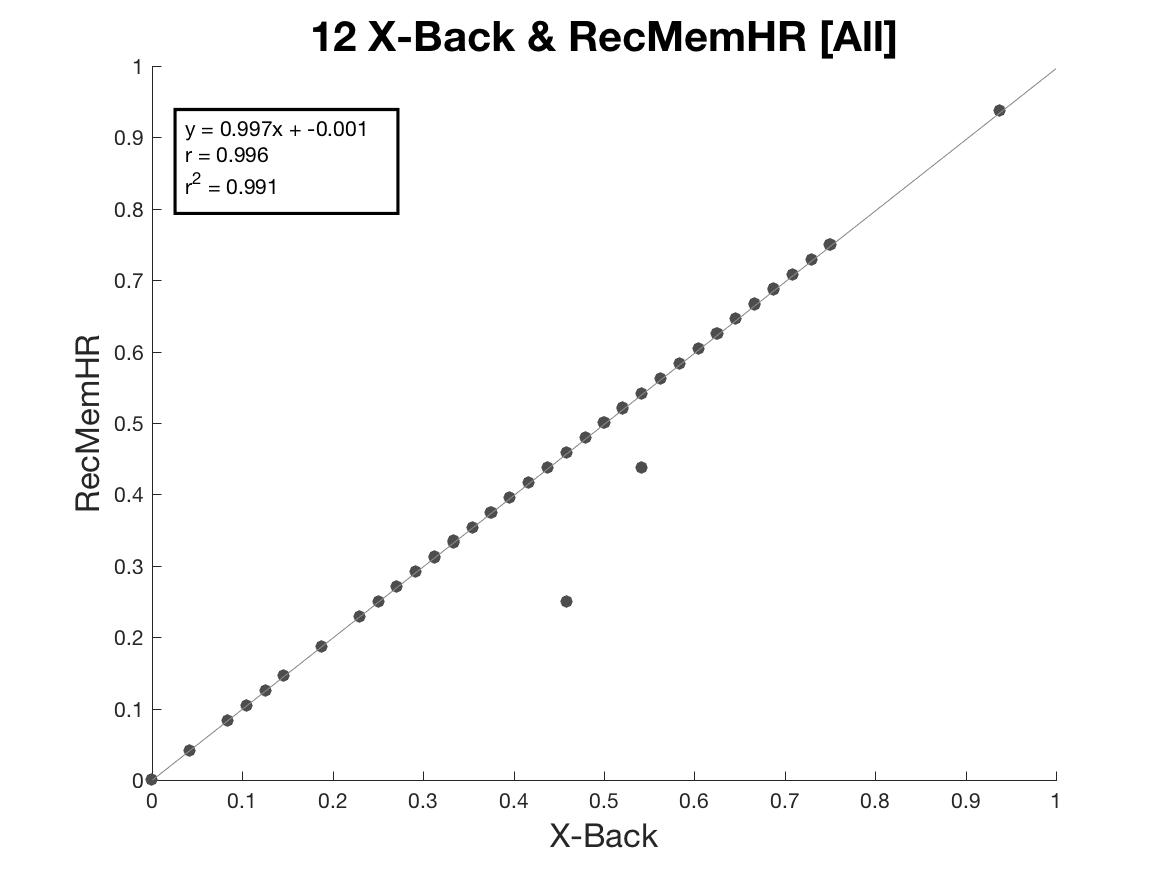 12 X-Back & RecMemHR [All]
y = 0.997x + -0.001
r = 0.996
r² = 0.991
RecMemHR
1
0.9
0.8
0.7
0.6
0.5
0.4
0.3
0.2
0.1
0
0 0.1 0.2 0.3 0.4 0.5 0.6 0.7 0.8 0.9 1
X-Back